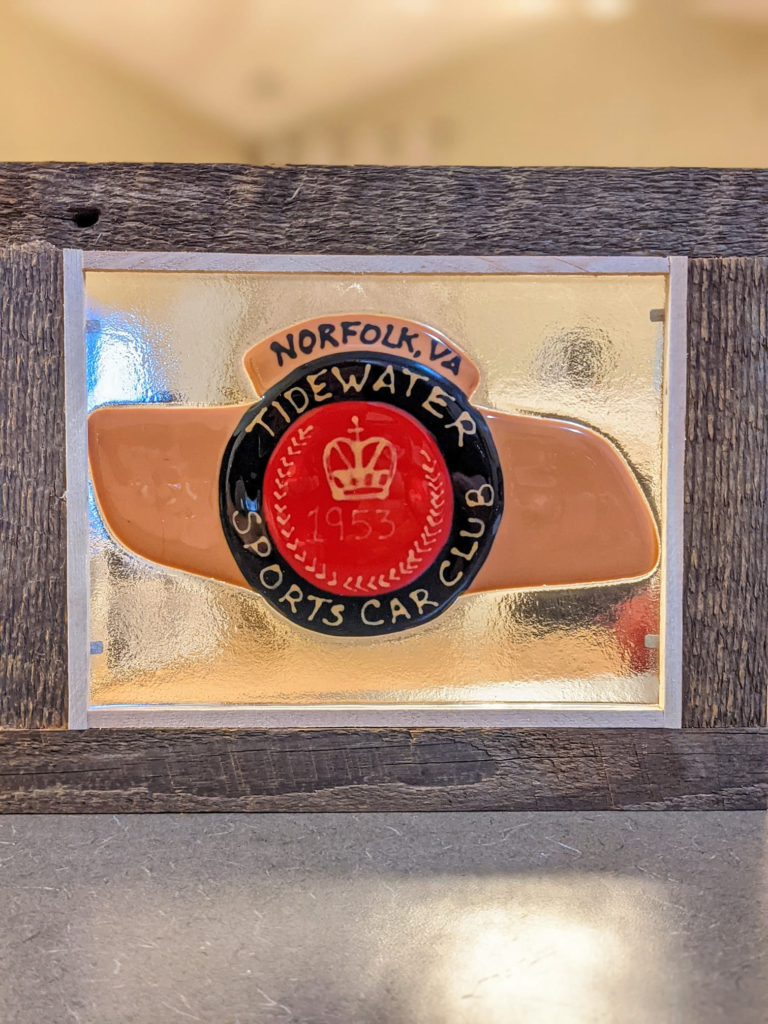 NORFOLK, VA
TIDEWATER
1953
SPORTS CAR CLUB